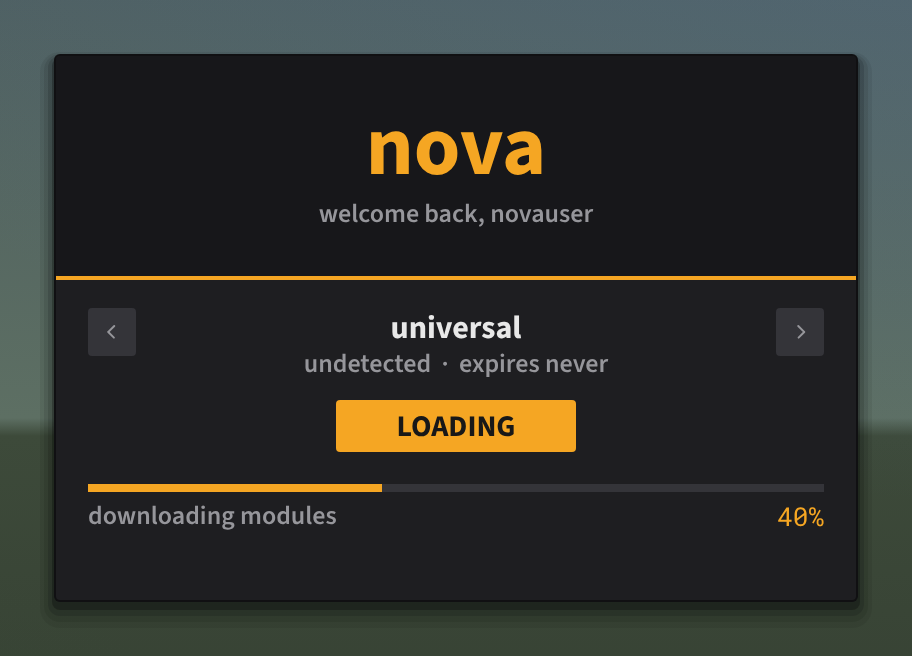 nova
welcome back, novauser
universal
undetected · expires never
LOADING
downloading modules
40%